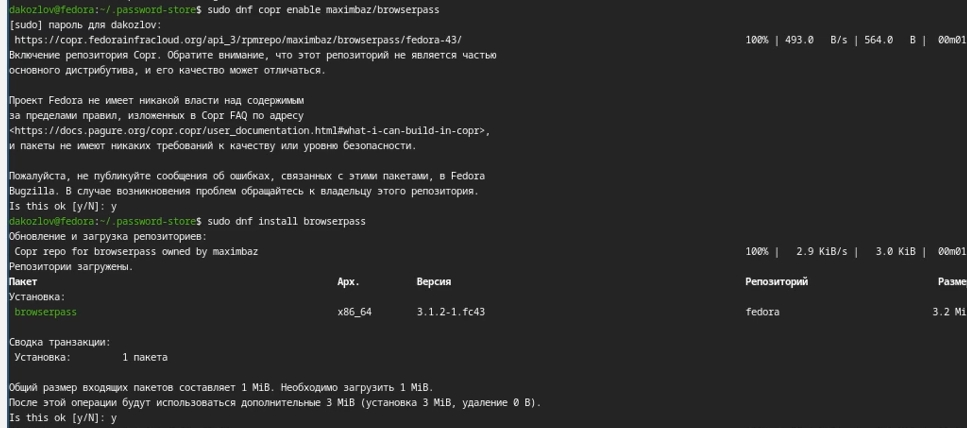 dakozlov@fedora:~/.password-store$ sudo dnf copr enable maximbaz/browserpass
[sudo] пароль для dakozlov:
https://copr.fedorainfracloud.org/api_3/rpmrepo/maximbaz/browserpass/fedora-43/ 100% | 493.0 B/s | 564.0 B | 00m01
Включение репозитория Copr. Обратите внимание, что этот репозиторий не является частью
основного дистрибутива, и его качество может отличаться.
Проект Fedora не имеет никакой власти над содержимым
за пределами правил, изложенных в Copr FAQ по адресу
<https://docs.pagure.org/copr.copr/user_documentation.html#what-i-can-build-in-copr>,
и пакеты не имеют никаких требований к качеству или уровню безопасности.
Пожалуйста, не публикуйте сообщения об ошибках, связанных с этими пакетами, в Fedora
Bugzilla. В случае возникновения проблем обращайтесь к владельцу этого репозитория.
Is this ok [y/N]: y
dakozlov@fedora:~/.password-store$ sudo dnf install browserpass
Обновление и загрузка репозиториев:
Copr repo for browserpass owned by maximbaz 100% | 2.9 KiB/s | 3.0 KiB | 00m01
Репозитории загружены.
Пакет Арх. Версия Репозиторий Разме
Установка:
browserpass x86_64 3.1.2-1.fc43 fedora 3.2 Mi
Сводка транзакции:
Установка: 1 пакета
Общий размер входящих пакетов составляет 1 MiB. Необходимо загрузить 1 MiB.
После этой операции будут использоваться дополнительные 3 MiB (установка 3 MiB, удаление 0 B).
Is this ok [y/N]: y